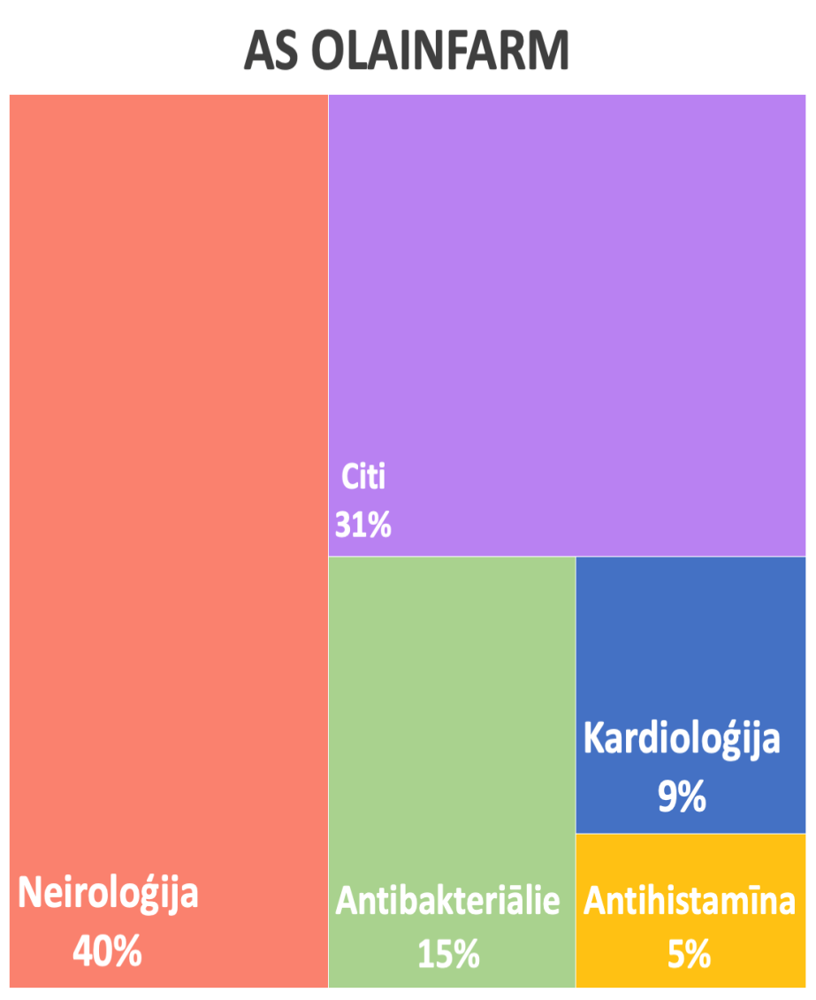 AS OLAINFARM
Citi
31%
Kardioloģija
9%
Neiroloģija
40%
Antibakteriālie
15%
Antihistamīna
5%